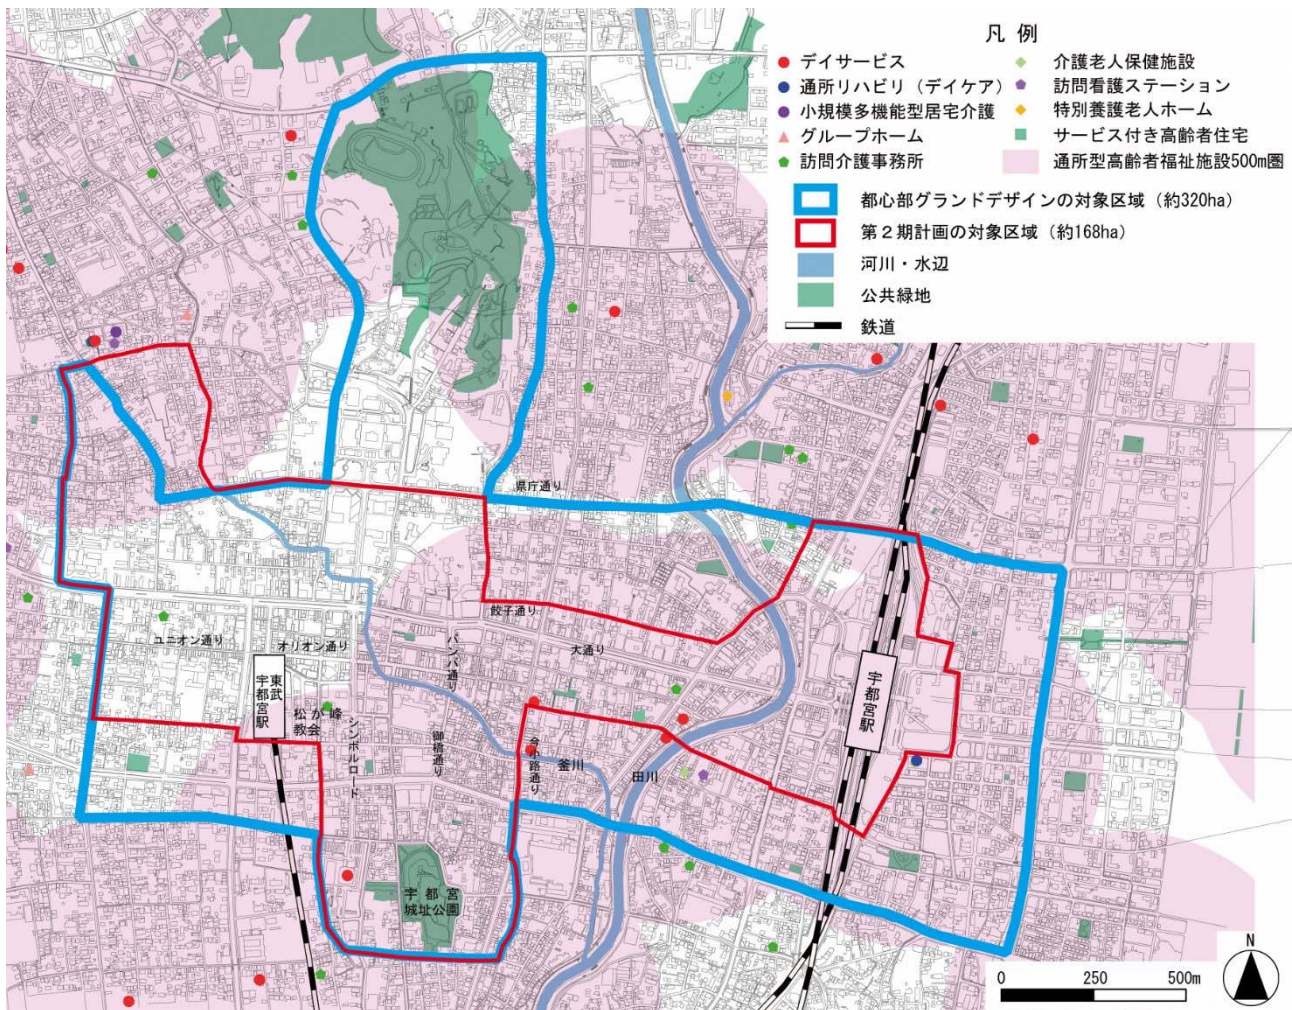 凡 例
デイサービス
通所リハビリ（デイケア）
小規模多機能型居宅介護
グループホーム
訪問介護事務所
介護老人保健施設
訪問看護ステーション
特別養護老人ホーム
サービス付き高齢者住宅
通所型高齢者福祉施設500m圏
都心部グランドデザインの対象区域（約320ha）
第２期計画の対象区域（約168ha）
河川・水辺
公共緑地
鉄道
県庁通り
餃子通り
大通り
バンバ通り
ユニオン通り
オリオン通り
東武
宇都宮駅
松が峰
教会
シンボルロード
御橋通り
今小路通り
釜川
田川
宇都宮駅
宇 都 宮
城址公園
N
0 250 500m